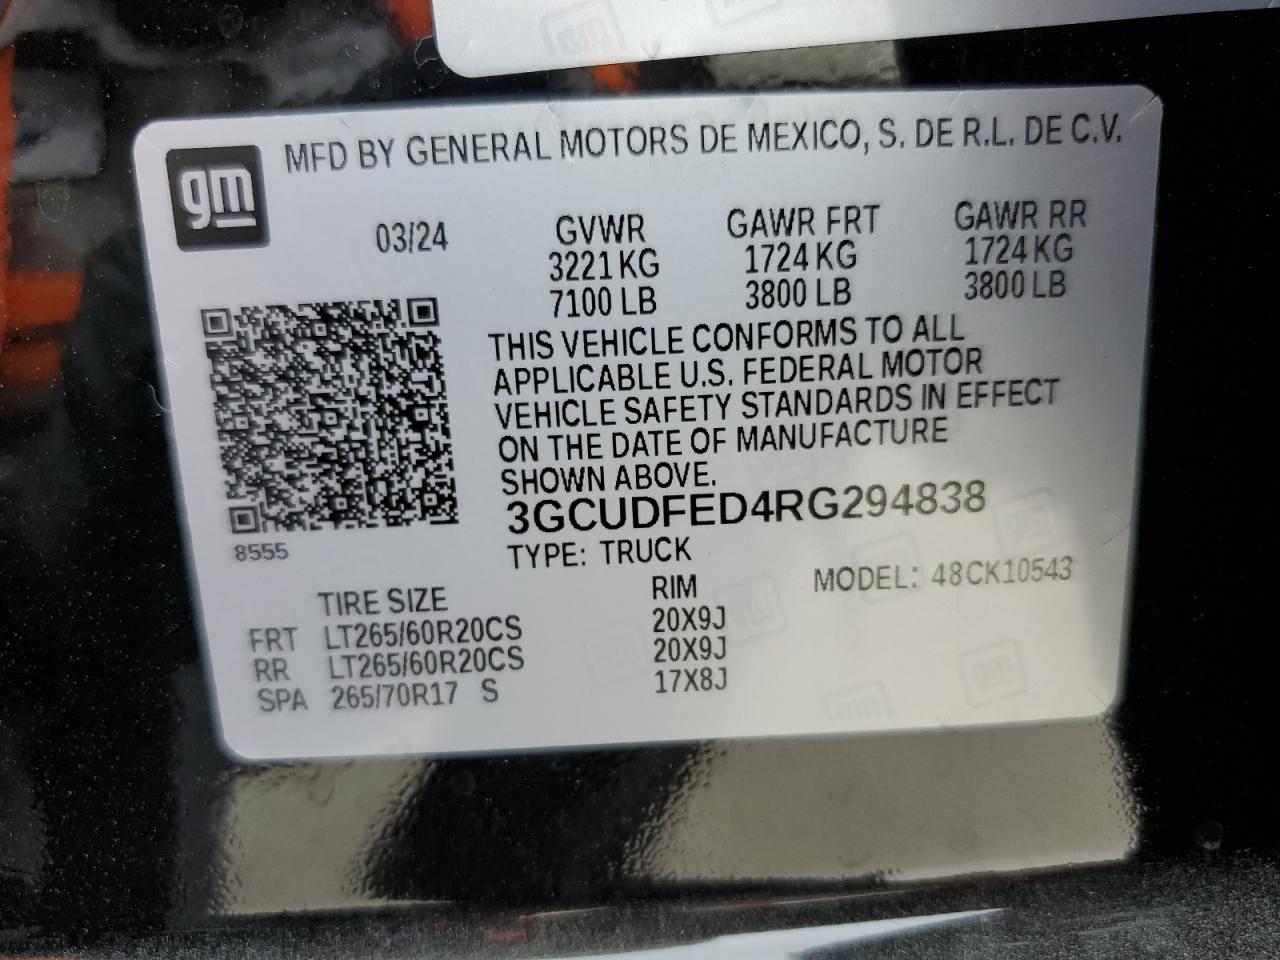 gm
MFD BY GENERAL MOTORS DE MEXICO, S. DE R.L. DE C.V.
03/24 GVWR GAWR FRT GAWR RR
3221 KG 1724 KG 1724 KG
7100 LB 3800 LB 3800 LB
THIS VEHICLE CONFORMS TO ALL
APPLICABLE U.S. FEDERAL MOTOR
VEHICLE SAFETY STANDARDS IN EFFECT
ON THE DATE OF MANUFACTURE
SHOWN ABOVE.
3GCUDFED4RG294838
8555
TYPE: TRUCK
MODEL: 48CK10543
TIRE SIZE RIM
FRT LT265/60R20CS 20X9J
RR LT265/60R20CS 20X9J
SPA 265/70R17 S 17X8J